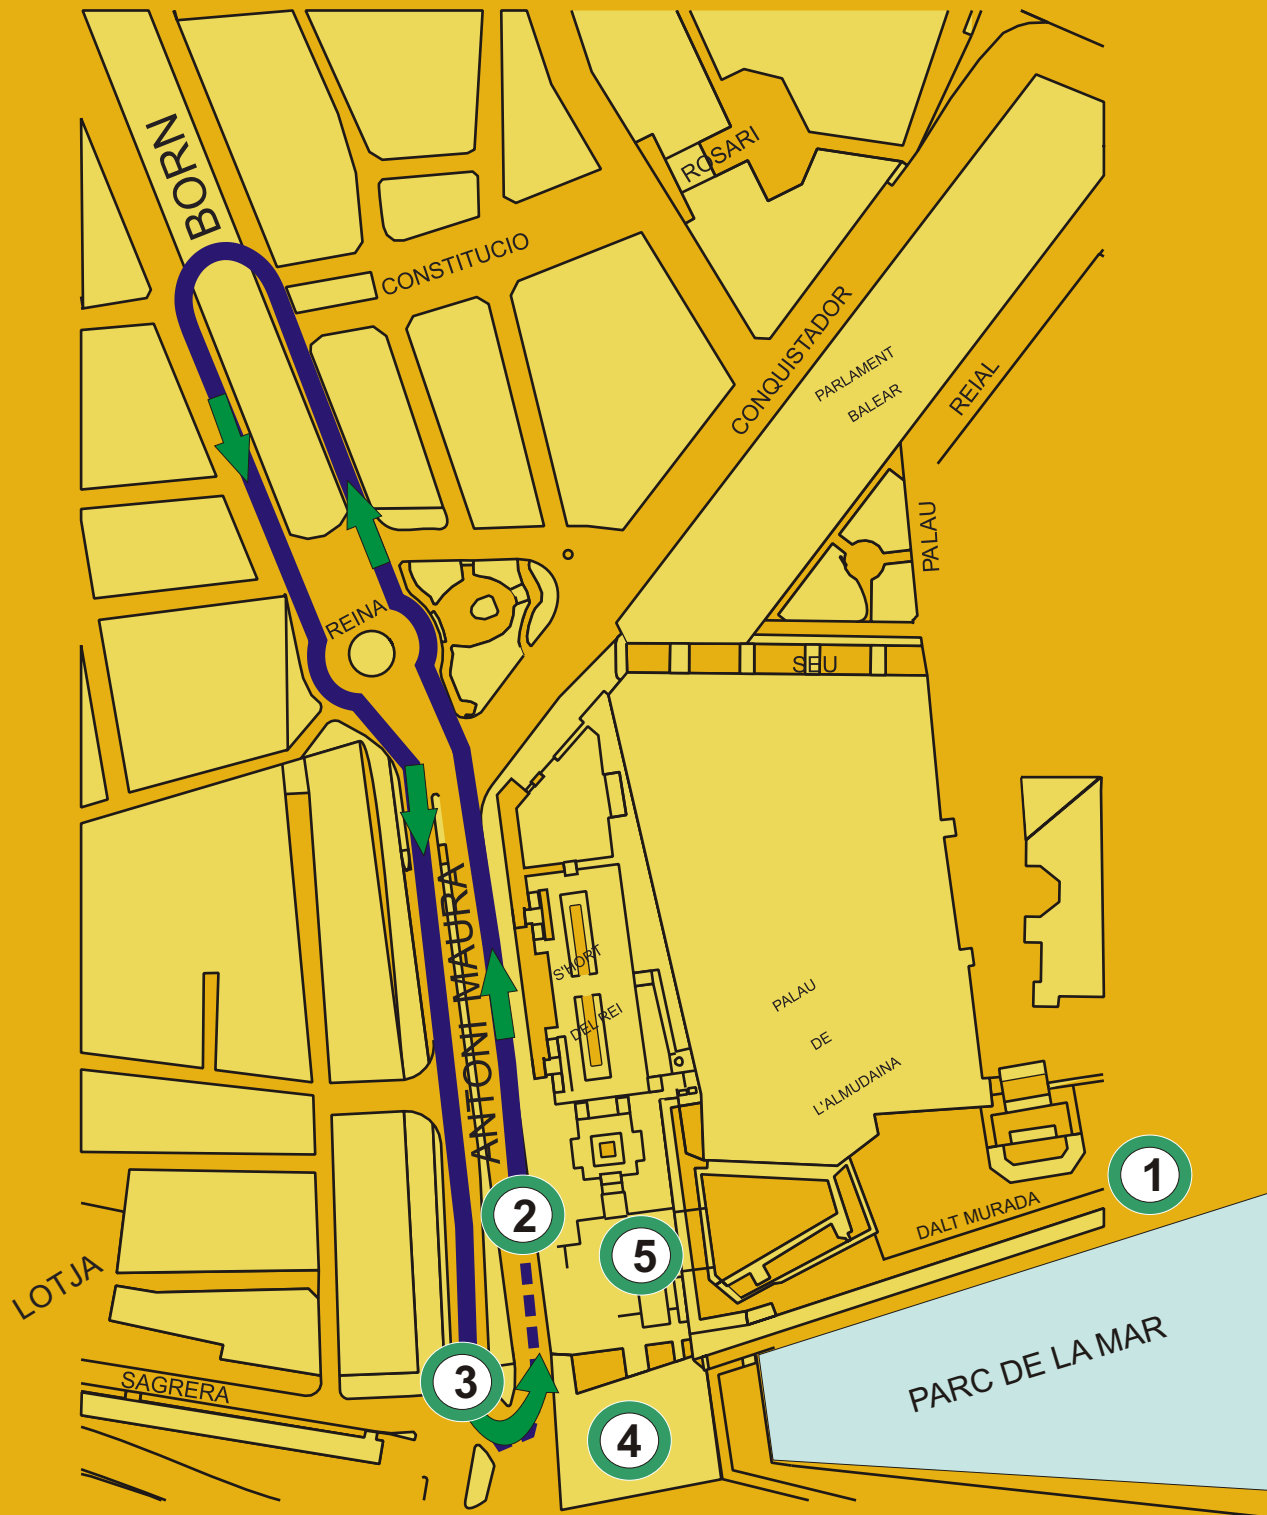 BORN
ROSARI
CONSTITUCIO
CONQUISTADOR
PARLAMENT
BALEAR
REIAL
PALAU
REINA
SEU
ANTONI MAURA
S'HORT
DEL REI
PALAU
DE
L'ALMUDAINA
1
DALT MURADA
2
5
LOTJA
PARC DE LA MAR
3
SAGRERA
4